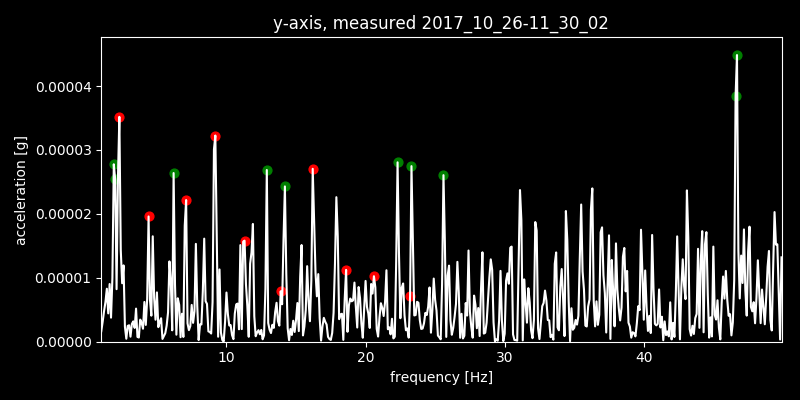 y-axis, measured 2017_10_26-11_30_02
acceleration [g]
0.00004
0.00003
0.00002
0.00001
0.00000
10 20 30 40
frequency [Hz]